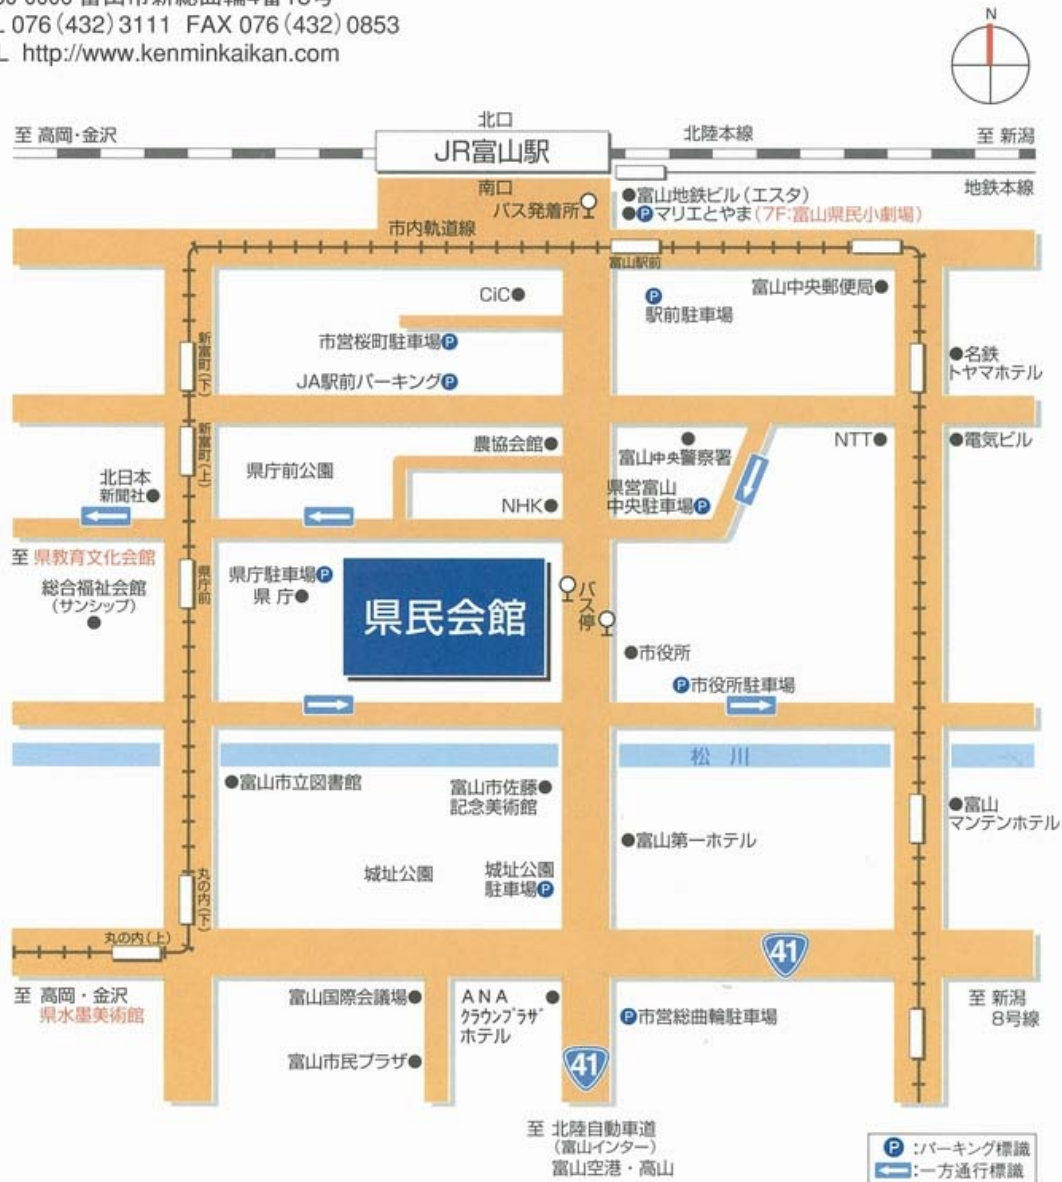 L 076(432)3111 FAX 076(432)0853
L http://www.kenminkaikan.com
N
至 高岡・金沢
北口
JR富山駅
北陸本線
至 新潟
地鉄本線
南口
バス発着所
富山地鉄ビル(エスタ)
Pマリエとやま(7F:富山県民小劇場)
市内軌道線
富山駅前
CiC
富山中央郵便局
P
駅前駐車場
市営桜町駐車場P
新富町(下)
名鉄
トヤマホテル
JA駅前パーキングP
農協会館
富山中央警察署
NTT
電気ビル
新富町(上)
県庁前公園
北日本
新聞社
県営富山
中央駐車場P
NHK
至 県教育文化会館
県庁前
県庁駐車場P
県庁
総合福祉会館
(サンシップ)
県民会館
バス停
市役所
P市役所駐車場
松川
富山市立図書館
富山市佐藤
記念美術館
富山
マンテンホテル
富山第一ホテル
城址公園
城址公園
駐車場P
丸の内(下)
丸の内(上)
41
至 高岡・金沢
県水墨美術館
富山国際会議場
ANA
クラウンプラザ
ホテル
P市営総曲輪駐車場
至 新潟
8号線
富山市民プラザ
41
至 北陸自動車道
(富山インター)
富山空港・高山
P:パーキング標識
:一方通行標識